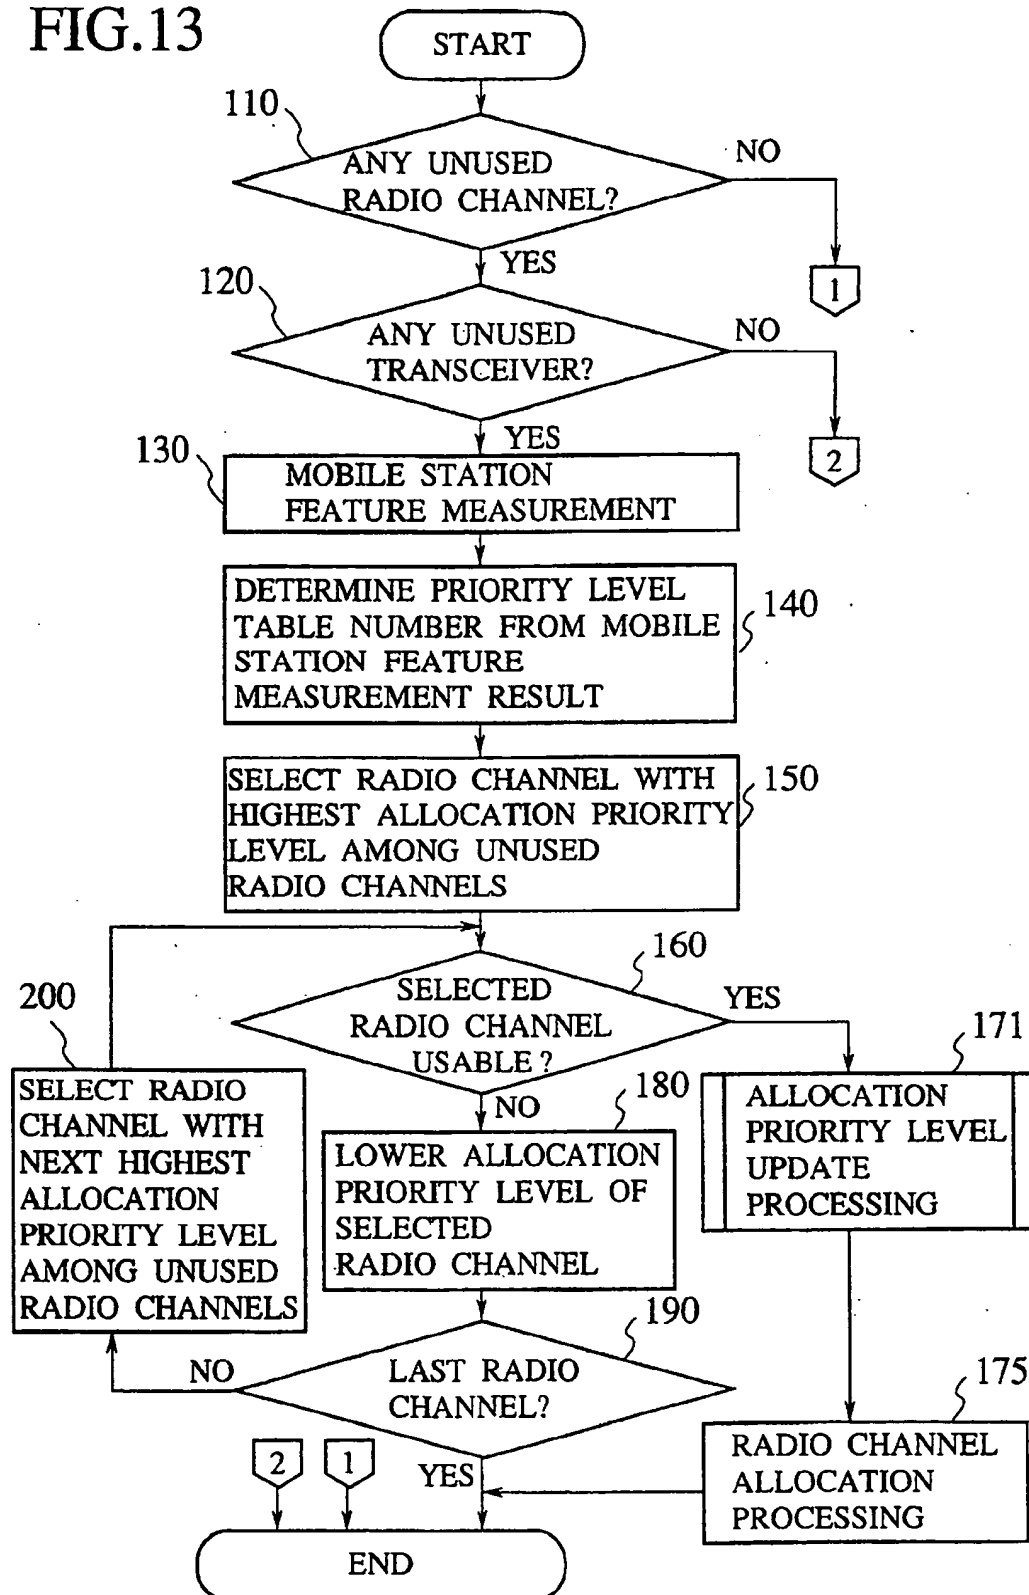 FIG.13
START
110
ANY UNUSED
RADIO CHANNEL?
NO
1
YES
120
ANY UNUSED
TRANSCEIVER?
NO
2
YES
130
MOBILE STATION
FEATURE MEASUREMENT
DETERMINE PRIORITY LEVEL
TABLE NUMBER FROM MOBILE
STATION FEATURE
MEASUREMENT RESULT
140
SELECT RADIO CHANNEL WITH
HIGHEST ALLOCATION PRIORITY
LEVEL AMONG UNUSED
RADIO CHANNELS
150
160
SELECTED
RADIO CHANNEL
USABLE ?
YES
NO
171
ALLOCATION
PRIORITY LEVEL
UPDATE
PROCESSING
180
LOWER ALLOCATION
PRIORITY LEVEL OF
SELECTED
RADIO CHANNEL
200
SELECT RADIO
CHANNEL WITH
NEXT HIGHEST
ALLOCATION
PRIORITY LEVEL
AMONG UNUSED
RADIO CHANNELS
190
LAST RADIO
CHANNEL?
NO
YES
175
RADIO CHANNEL
ALLOCATION
PROCESSING
2
1
END